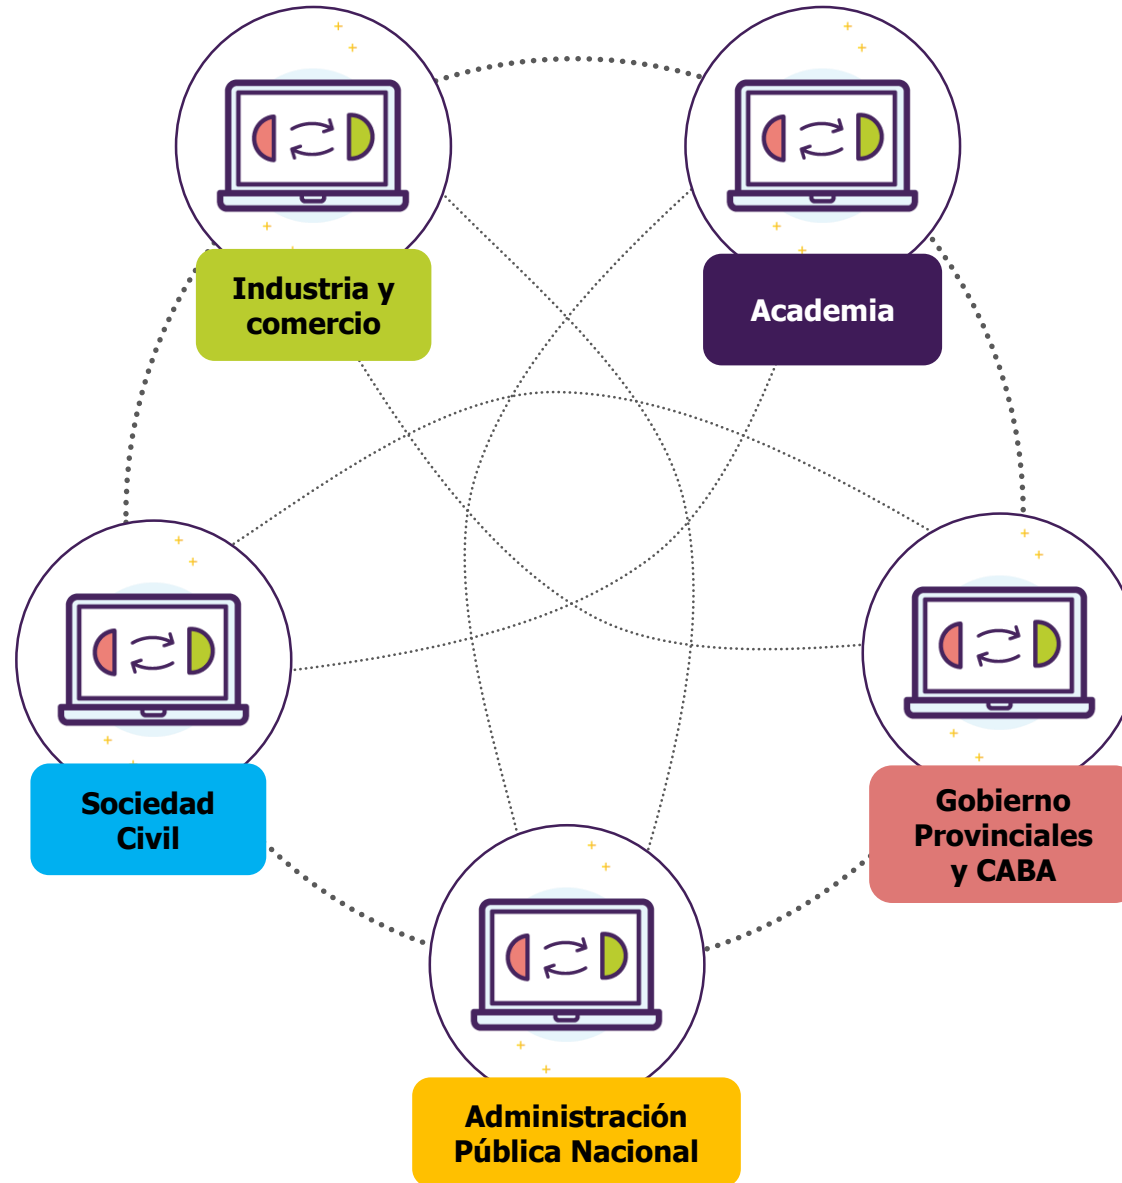 Industria y
comercio
Academia
Sociedad
Civil
Gobierno
Provinciales
y CABA
Administración
Pública Nacional